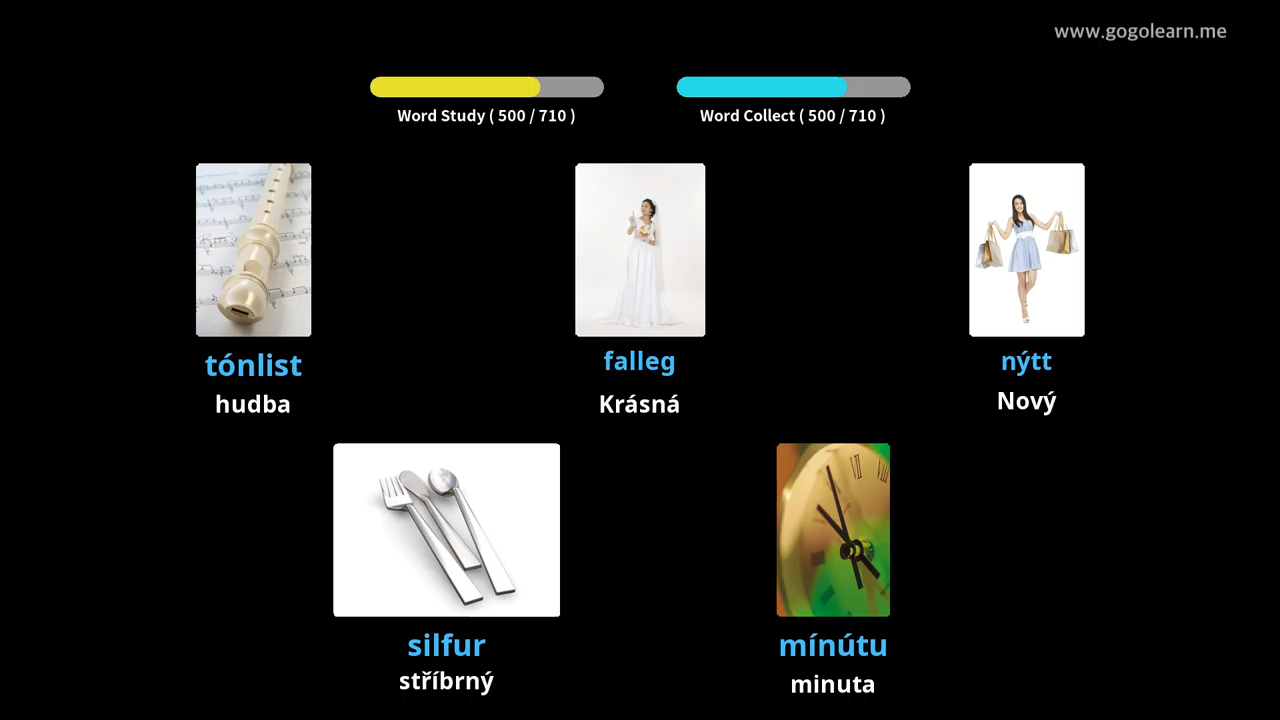 www.gogolearn.me
Word Study ( 500 / 710 )
Word Collect ( 500 / 710 )
tónlist
hudba
falleg
Krásná
nýtt
Nový
silfur
stříbrný
mínútu
minuta